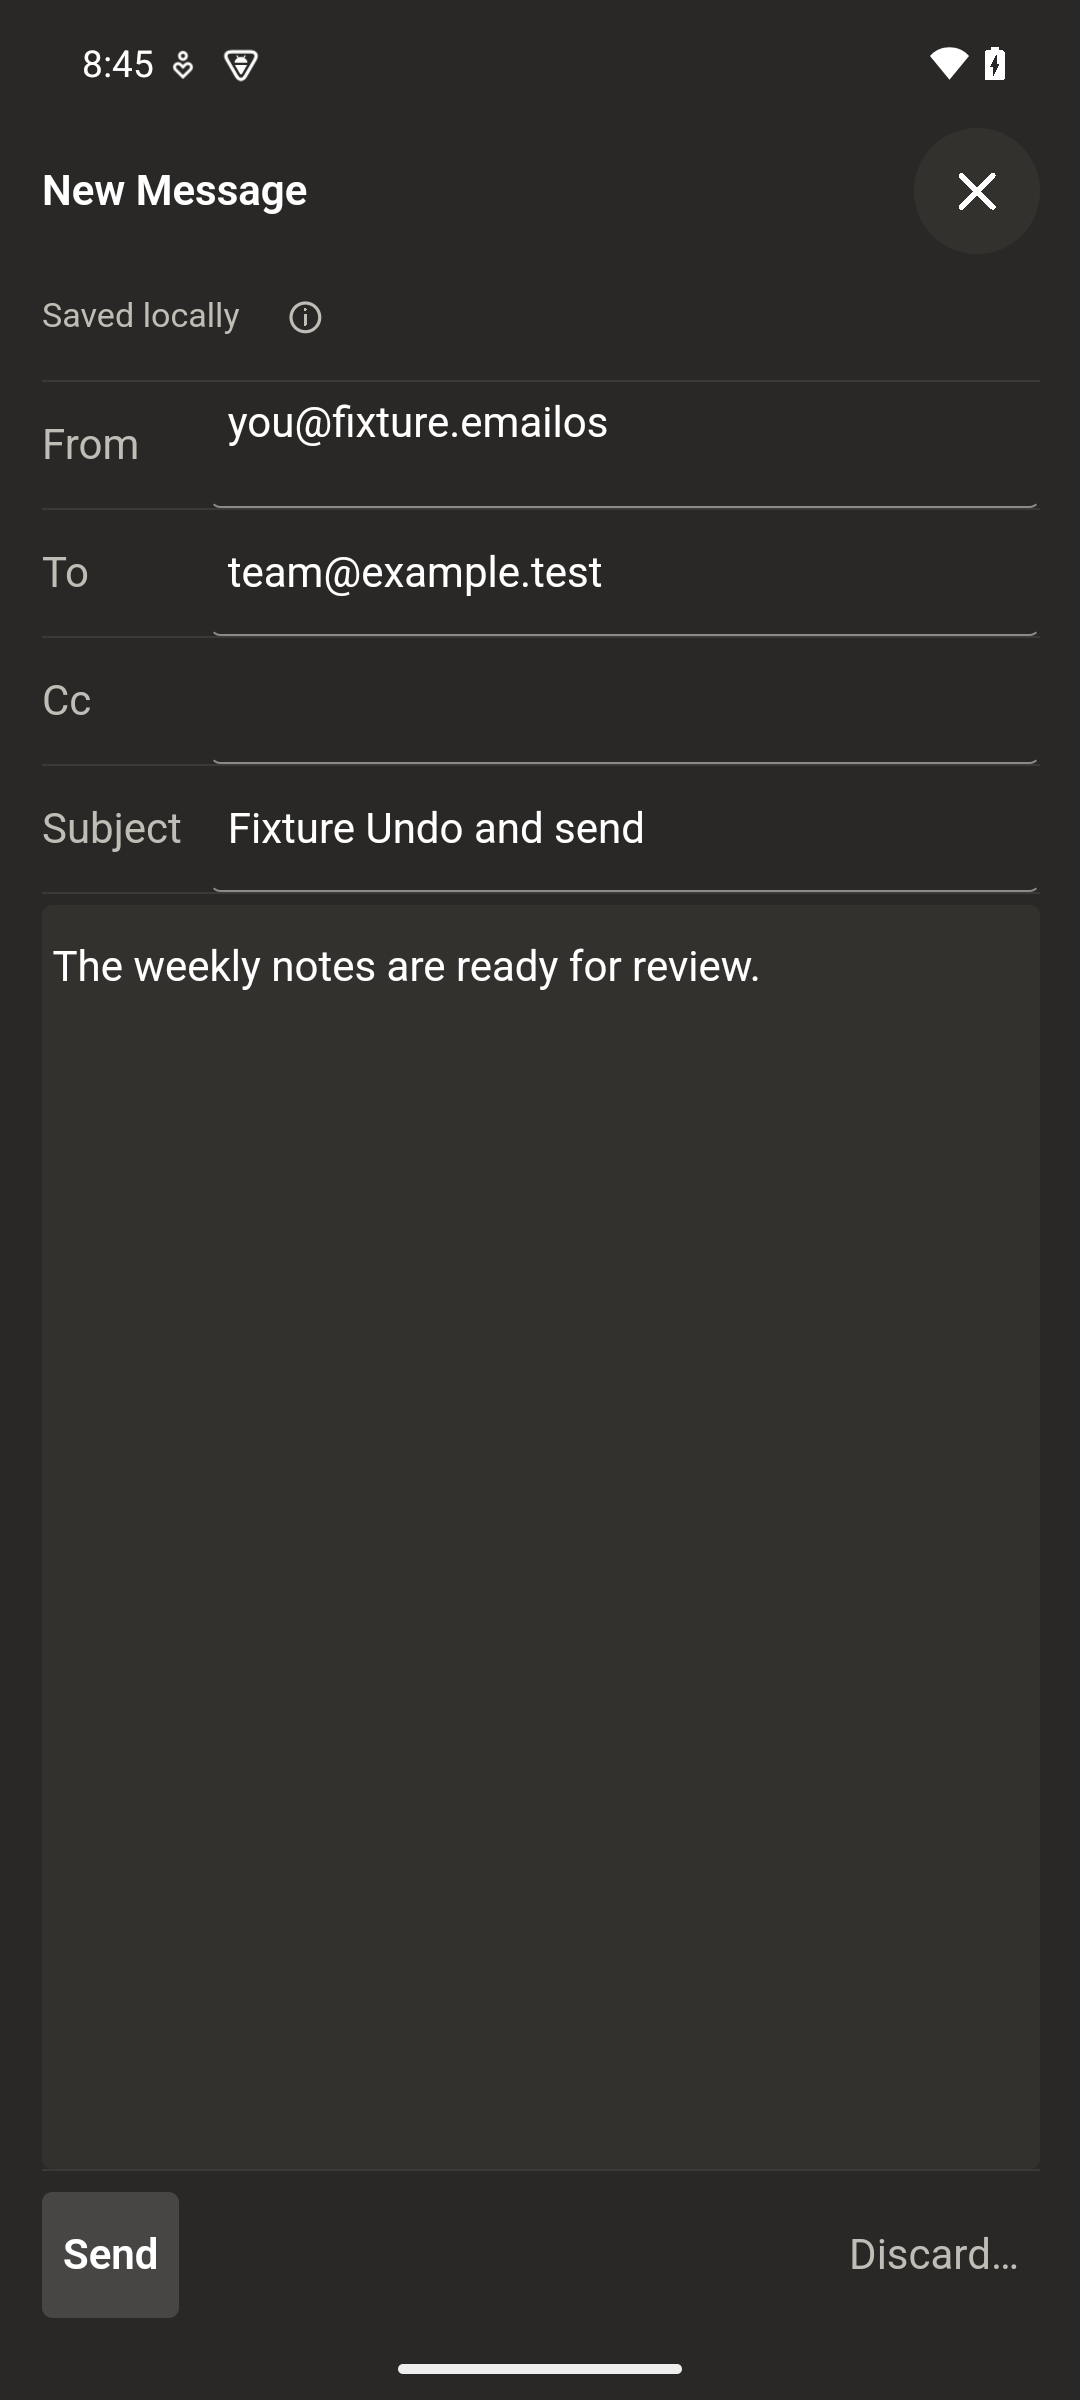 8:45
New Message
Saved locally
From
you@fixture.emailos
To
team@example.test
Cc
Subject
Fixture Undo and send
The weekly notes are ready for review.
Send
Discard…